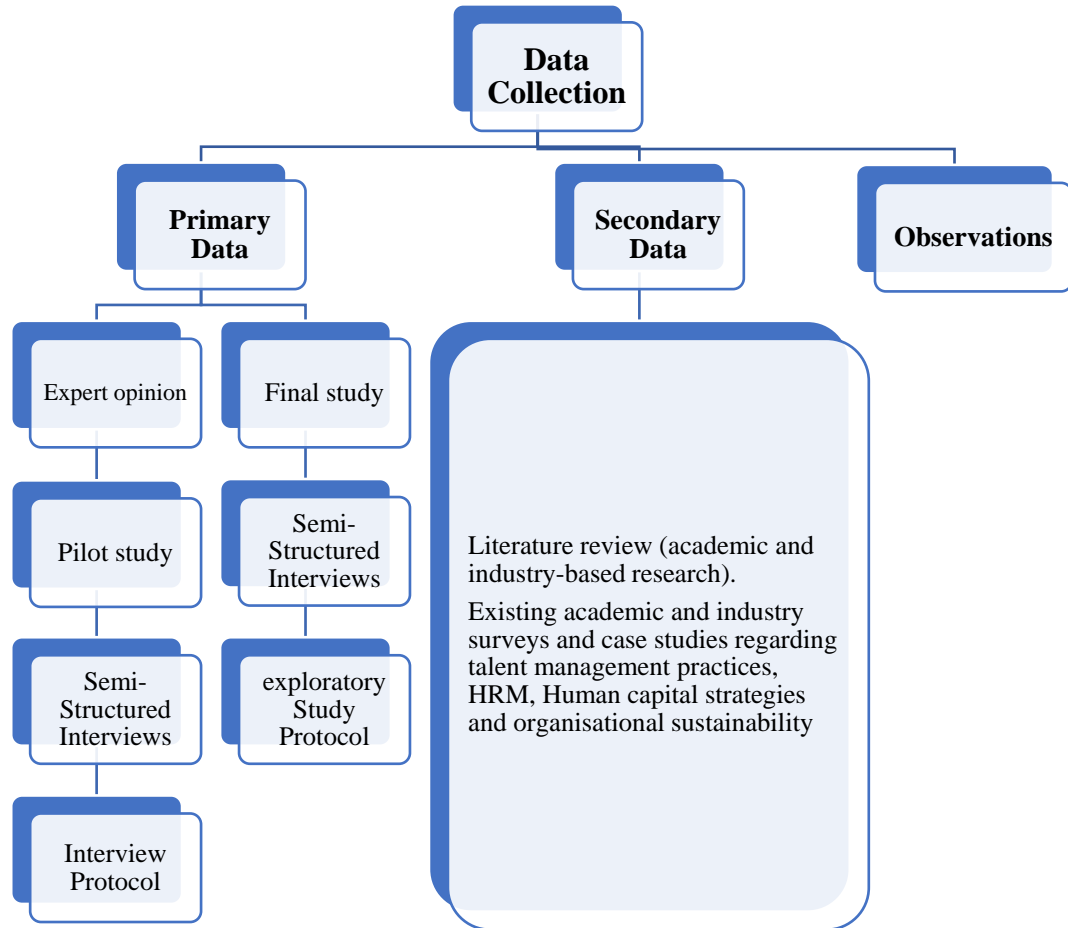 Data
Collection
Primary
Data
Secondary
Data
Observations
Expert opinion
Final study
Pilot study
Semi-
Structured
Interviews
Semi-
Structured
Interviews
exploratory
Study
Protocol
Interview
Protocol
Literature review (academic and
industry-based research).
Existing academic and industry
surveys and case studies regarding
talent management practices,
HRM, Human capital strategies
and organisational sustainability